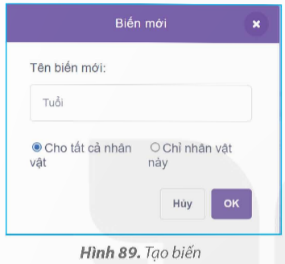 Biến mới
Tên biến mới:
Tuổi
Cho tất cả nhân vật
Chỉ nhân vật này
Hủy
OK
Hình 89. Tạo biến